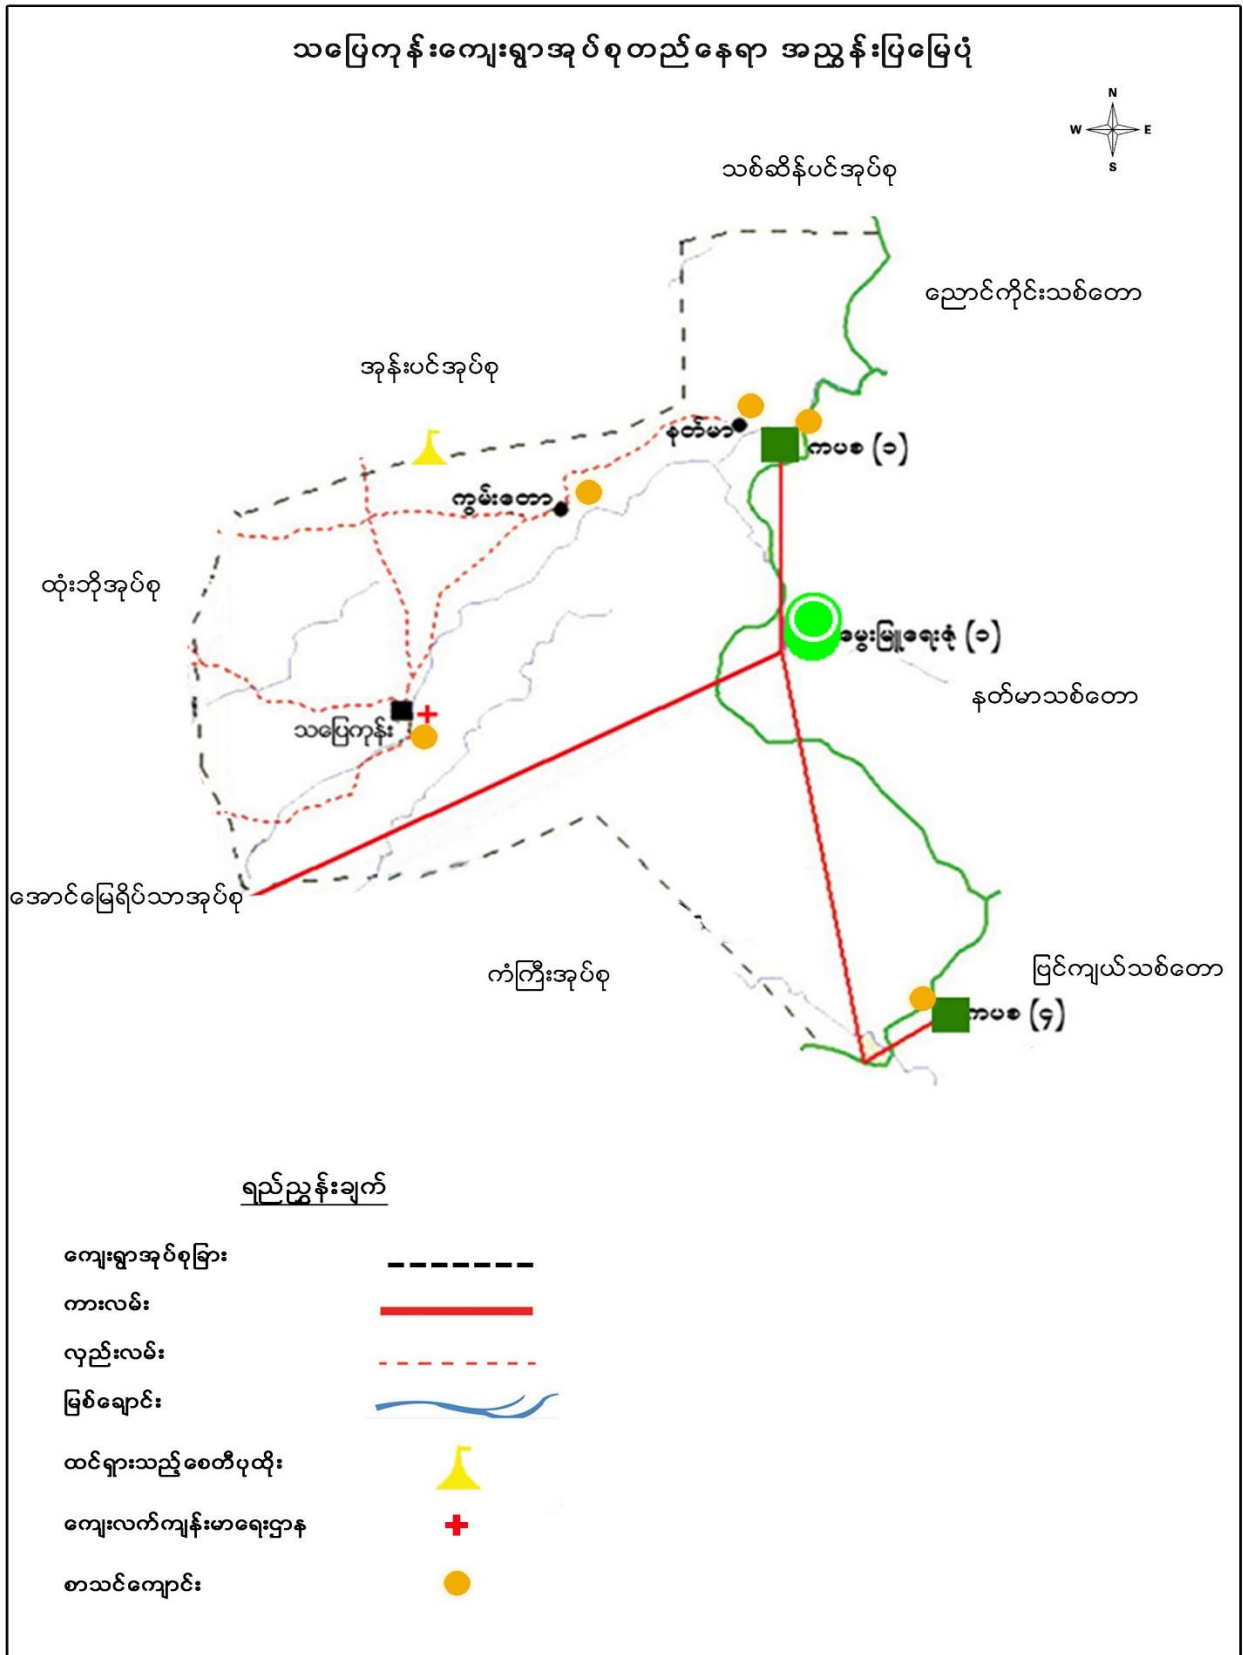 သပြေကုန်းကျေးရွာအုပ်စုတည်နေရာ အညွှန်းပြမြေပုံ
N
W E
S
သစ်ဆိမ့်ပင်အုပ်စု
ညောင်ကိုင်းသစ်တော
အုန်းပင်အုပ်စု
နတ်မာ
ကပစ (၁)
ကွမ်းတော
ထုံးဘိုအုပ်စု
မွေးမြူရေးဇုံ (၁)
နတ်မာသစ်တော
သပြေကုန်း
အောင်မြေရိပ်သာအုပ်စု
ဗြင်ကျယ်သစ်တော
ကံကြီးအုပ်စု
ကပစ (၄)
ရည်ညွှန်းချက်
ကျေးရွာအုပ်စုခြား
ကားလမ်း
လှည်းလမ်း
မြစ်ချောင်း
ထင်ရှားသည့်စေတီပုထိုး
ကျေးလက်ကျန်းမာရေးဌာန
စာသင်ကျောင်း